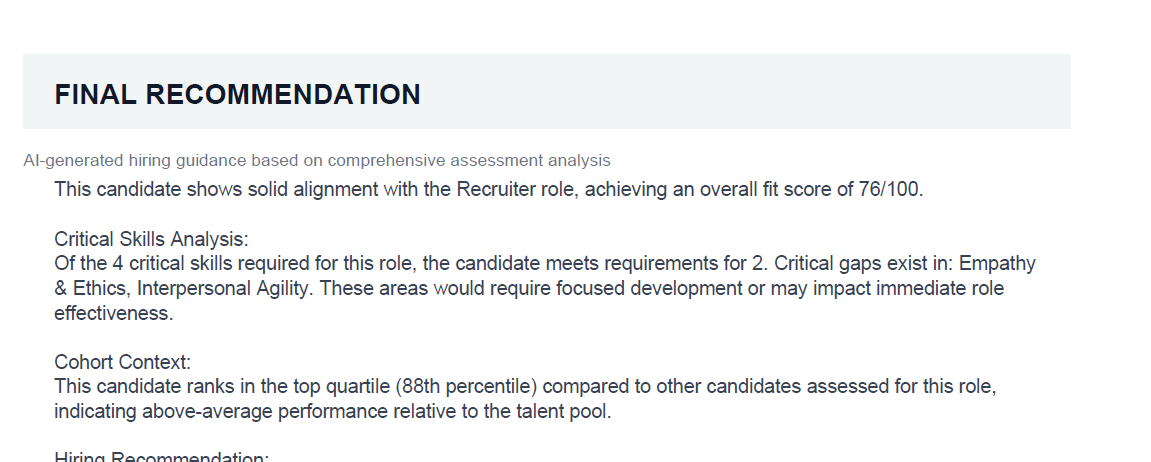 FINAL RECOMMENDATION
AI-generated hiring guidance based on comprehensive assessment analysis
This candidate shows solid alignment with the Recruiter role, achieving an overall fit score of 76/100.
Critical Skills Analysis:
Of the 4 critical skills required for this role, the candidate meets requirements for 2. Critical gaps exist in: Empathy
& Ethics, Interpersonal Agility. These areas would require focused development or may impact immediate role
effectiveness.
Cohort Context:
This candidate ranks in the top quartile (88th percentile) compared to other candidates assessed for this role,
indicating above-average performance relative to the talent pool.
Hiring Recommendation: